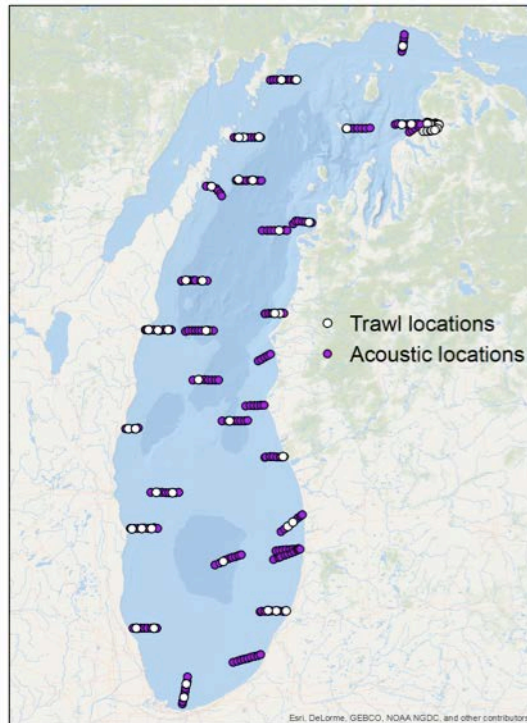 Trawl locations
Acoustic locations
Esri, DeLorme, GEBCO, NOAA NGDC, and other contributors